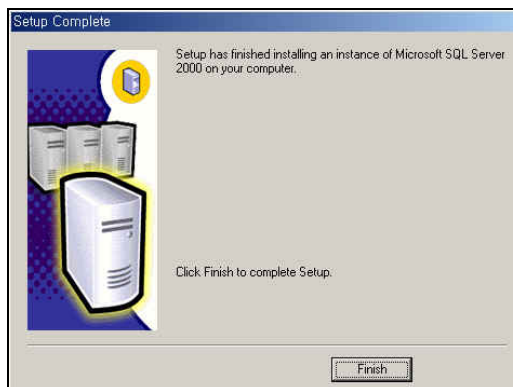 Setup Complete
Setup has finished installing an instance of Microsoft SQL Server
2000 on your computer.
Click Finish to complete Setup.
Finish